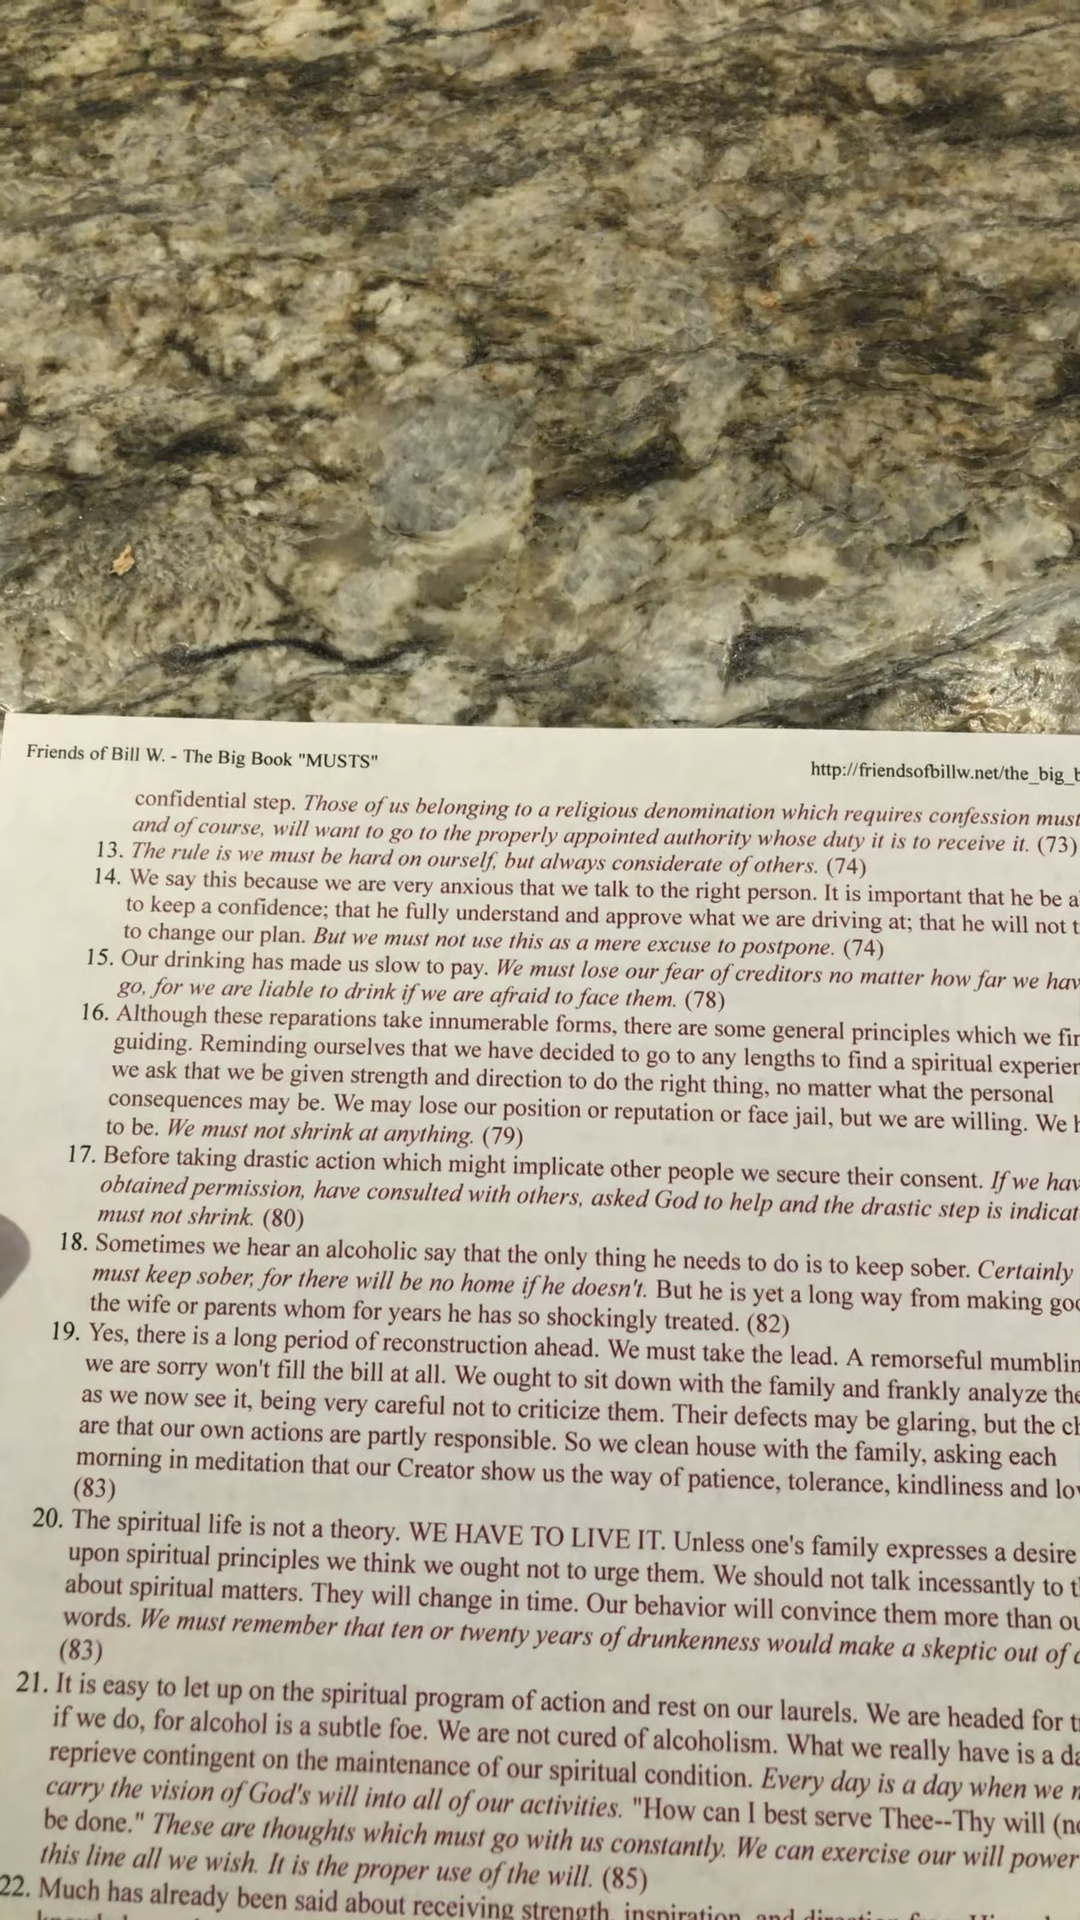 Friends of Bill W. - The Big Book "MUSTS"
http://friendsofbillw.net/the_big_b
confidential step. Those of us belonging to a religious denomination which requires confession must
and of course, will want to go to the properly appointed authority whose duty it is to receive it. (73)
13. The rule is we must be hard on ourself, but always considerate of others. (74)
14. We say this because we are very anxious that we talk to the right person. It is important that he be a
to keep a confidence; that he fully understand and approve what we are driving at; that he will not t
to change our plan. But we must not use this as a mere excuse to postpone. (74)
15. Our drinking has made us slow to pay. We must lose our fear of creditors no matter how far we hav
go, for we are liable to drink if we are afraid to face them. (78)
16. Although these reparations take innumerable forms, there are some general principles which we fin
guiding. Reminding ourselves that we have decided to go to any lengths to find a spiritual experien
we ask that we be given strength and direction to do the right thing, no matter what the personal
consequences may be. We may lose our position or reputation or face jail, but we are willing. We h
to be. We must not shrink at anything. (79)
17. Before taking drastic action which might implicate other people we secure their consent. If we hav
obtained permission, have consulted with others, asked God to help and the drastic step is indicat
must not shrink. (80)
18. Sometimes we hear an alcoholic say that the only thing he needs to do is to keep sober. Certainly
must keep sober, for there will be no home if he doesn't. But he is yet a long way from making goo
the wife or parents whom for years he has so shockingly treated. (82)
19. Yes, there is a long period of reconstruction ahead. We must take the lead. A remorseful mumblin
we are sorry won't fill the bill at all. We ought to sit down with the family and frankly analyze the
as we now see it, being very careful not to criticize them. Their defects may be glaring, but the ch
are that our own actions are partly responsible. So we clean house with the family, asking each
morning in meditation that our Creator show us the way of patience, tolerance, kindliness and lov
(83)
20. The spiritual life is not a theory. WE HAVE TO LIVE IT. Unless one's family expresses a desire
upon spiritual principles we think we ought not to urge them. We should not talk incessantly to t
about spiritual matters. They will change in time. Our behavior will convince them more than ou
words. We must remember that ten or twenty years of drunkenness would make a skeptic out of a
(83)
21. It is easy to let up on the spiritual program of action and rest on our laurels. We are headed for t
if we do, for alcohol is a subtle foe. We are not cured of alcoholism. What we really have is a da
reprieve contingent on the maintenance of our spiritual condition. Every day is a day when we m
carry the vision of God's will into all of our activities. "How can I best serve Thee--Thy will (no
be done." These are thoughts which must go with us constantly. We can exercise our will power
this line all we wish. It is the proper use of the will. (85)
22. Much has already been said about receiving strength, inspiration, and